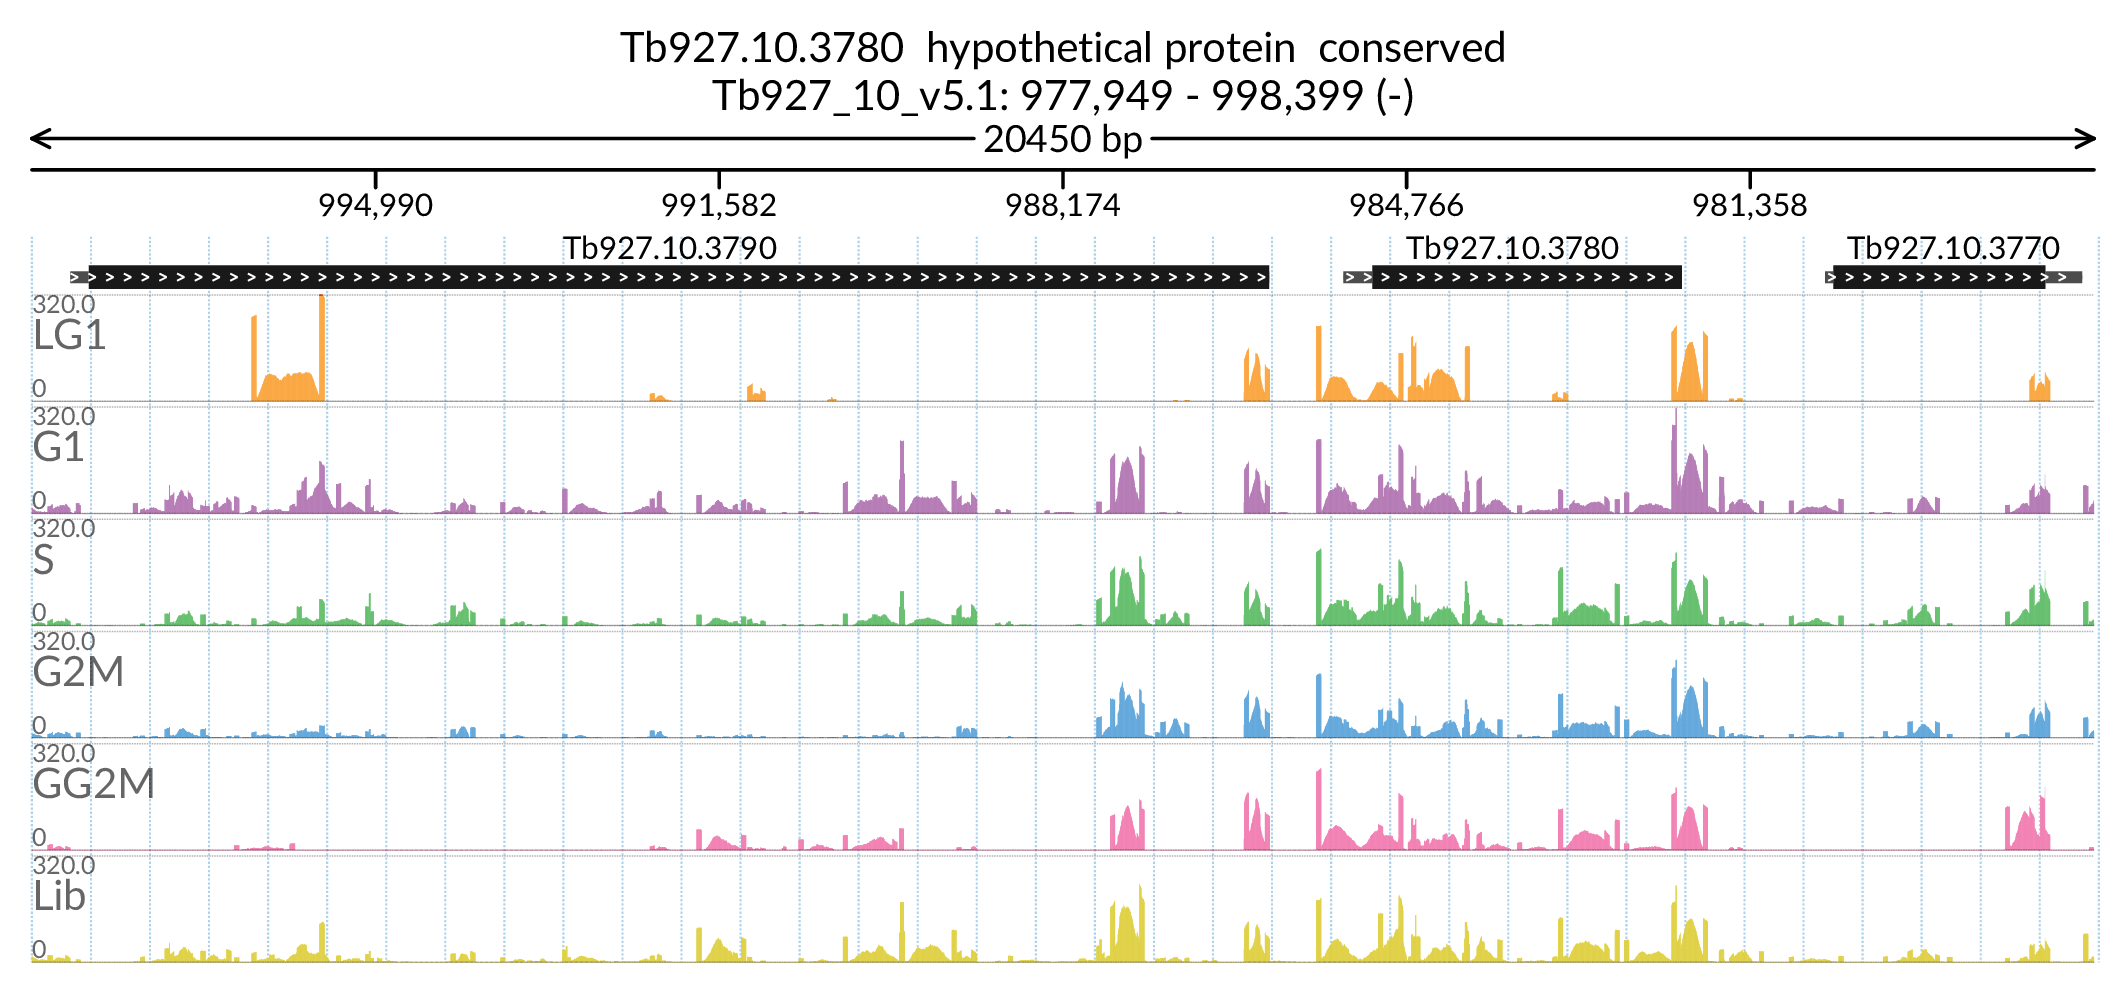 Tb927.10.3780  hypothetical protein  conserved
Tb927_10_v5.1: 977,949 - 998,399 (-)
20450 bp
994,990 991,582 988,174 984,766 981,358
Tb927.10.3790 Tb927.10.3780 Tb927.10.3770
320.0
LG1
0
320.0
G1
0
320.0
S
0
320.0
G2M
0
320.0
GG2M
0
320.0
Lib
0